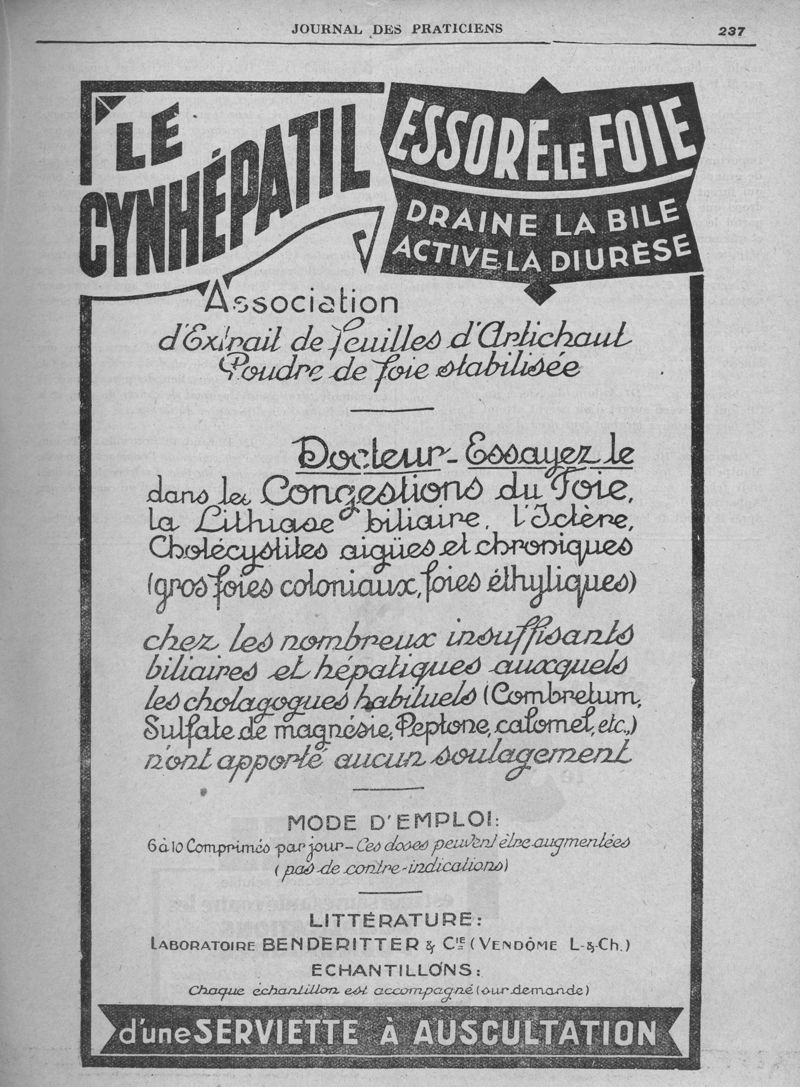 JOURNAL DES PRATICIENS
237
LE
CYNHÉPATIL
ESSORE LE FOIE
DRAINE LA BILE
ACTIVE LA DIURÈSE
Association
d'Extrait de feuilles d'Artichaut
Poudre de foie stabilisée
Docteur - Essayez le
dans les Congestions du Foie,
la Lithiase biliaire, l'Ictère,
Cholécystites aigües et chroniques
(gros foies coloniaux, foies éthyliques)
chez les nombreux insuffisants
biliaires et hépatiques auxquels
les cholagogues habituels (Combretum,
Sulfate de magnésie, Peptone, calomel, etc.,)
n'ont apporté aucun soulagement
MODE D'EMPLOI:
6 à 10 Comprimés par jour - Ces doses peuvent être augmentées
(pas de contre-indications)
LITTÉRATURE:
LABORATOIRE BENDERITTER & CIE (VENDÔME L-&-Ch.)
ECHANTILLONS:
Chaque échantillon est accompagné (sur demande)
d'une SERVIETTE À AUSCULTATION